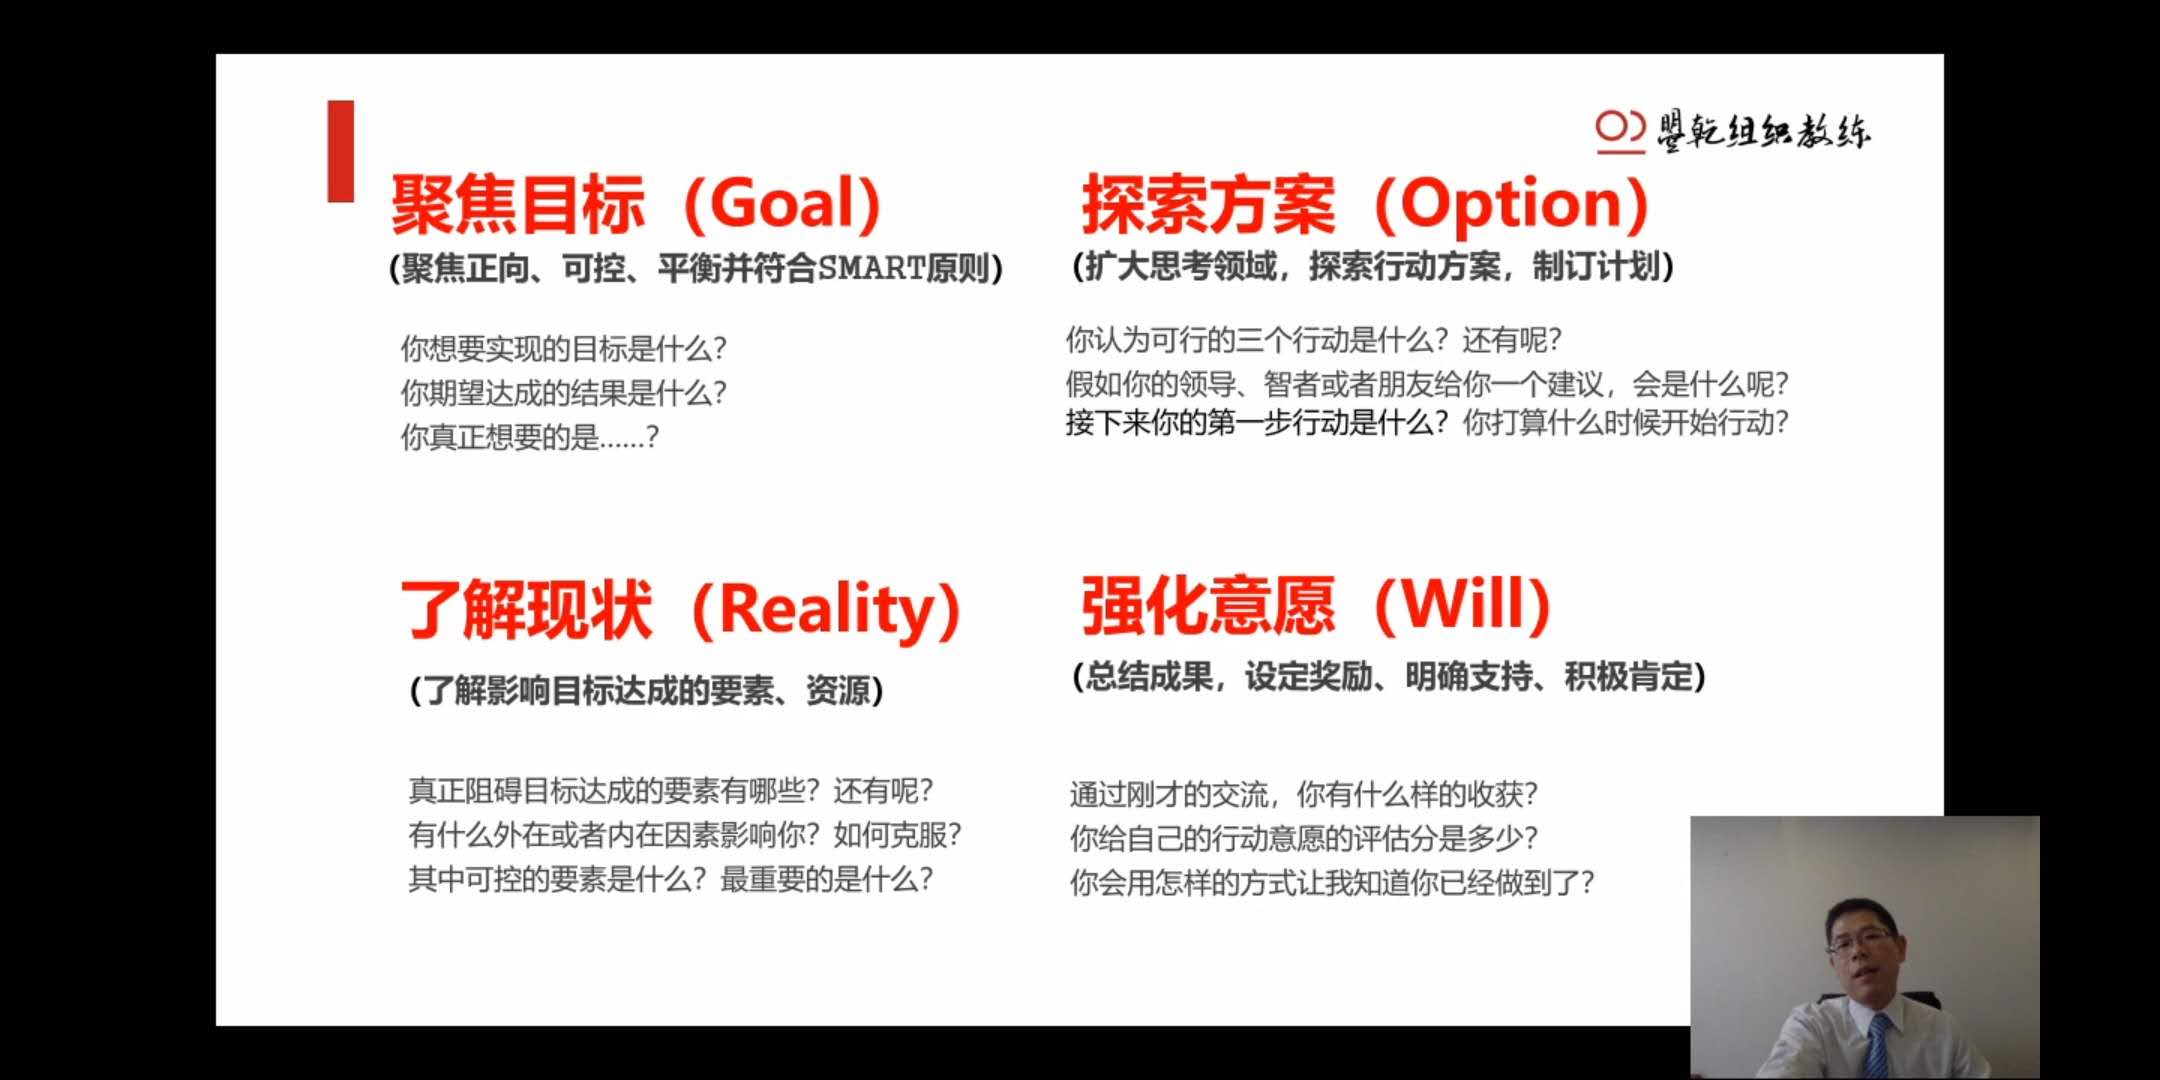 盟乾组织教练
聚焦目标（Goal）
(聚焦正向、可控、平衡并符合SMART原则)
你想要实现的目标是什么？
你期望达成的结果是什么？
你真正想要的是......？
探索方案（Option）
(扩大思考领域，探索行动方案，制订计划)
你认为可行的三个行动是什么？还有呢？
假如你的领导、智者或者朋友给你一个建议，会是什么呢？
接下来你的第一步行动是什么？你打算什么时候开始行动？
了解现状（Reality）
(了解影响目标达成的要素、资源)
真正阻碍目标达成的要素有哪些？还有呢？
有什么外在或者内在因素影响你？如何克服？
其中可控的要素是什么？最重要的是什么？
强化意愿（Will）
(总结成果，设定奖励、明确支持、积极肯定)
通过刚才的交流，你有什么样的收获？
你给自己的行动意愿的评估分是多少？
你会用怎样的方式让我知道你已经做到了？